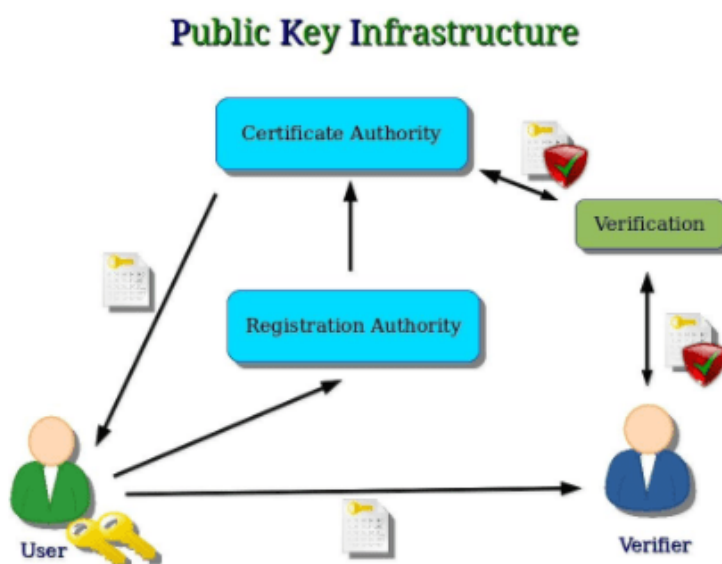 Public Key Infrastructure
Certificate Authority
Verification
Registration Authority
User
Verifier